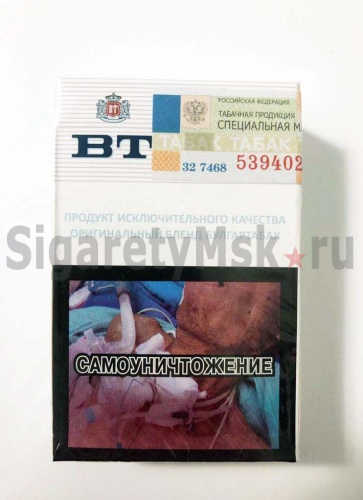 BT
РОССИЙСКАЯ ФЕДЕРАЦИЯ
ТАБАЧНАЯ ПРОДУКЦИЯ
СПЕЦИАЛЬНАЯ М
BT
ТАБАК ТАБАК
32 7468 539402
ПРОДУКТ ИСКЛЮЧИТЕЛЬНОГО КАЧЕСТВА
ОРИГИНАЛЬНЫЙ БЛЕНД БУЛГАРТАБАК
SigaretyMsk.ru
САМОУНИЧТОЖЕНИЕ